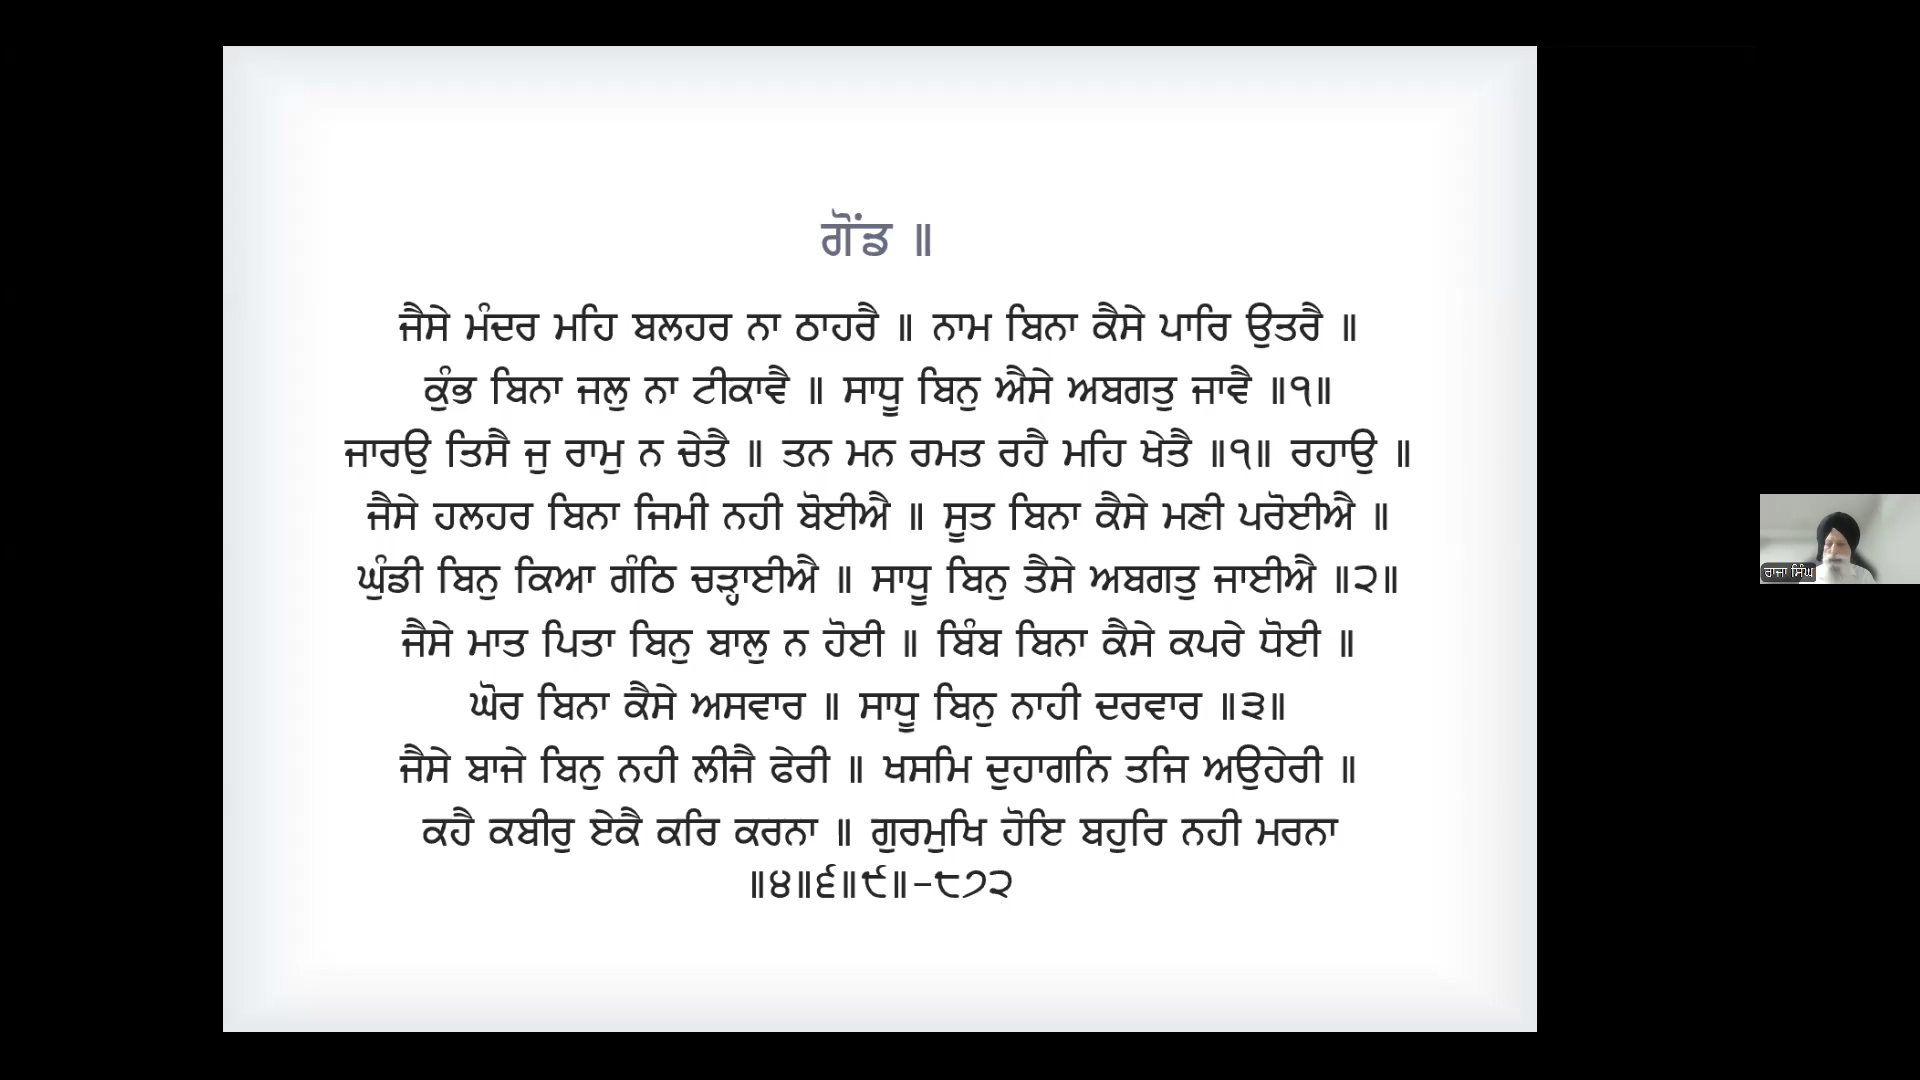 ਗੋਂਡ ॥
ਜੈਸੇ ਮੰਦਰ ਮਹਿ ਬਲਹਰ ਨਾ ਠਾਹਰੈ ॥ ਨਾਮ ਬਿਨਾ ਕੈਸੇ ਪਾਰਿ ਉਤਰੈ ॥
ਕੁੰਭ ਬਿਨਾ ਜਲੁ ਨਾ ਟੀਕਾਵੈ ॥ ਸਾਧੂ ਬਿਨੁ ਐਸੇ ਅਬਗਤੁ ਜਾਵੈ ॥੧॥
ਜਾਰਉ ਤਿਸੈ ਜੁ ਰਾਮੁ ਨ ਚੇਤੈ ॥ ਤਨ ਮਨ ਰਮਤ ਰਹੈ ਮਹਿ ਖੇਤੈ ॥੧॥ ਰਹਾਉ ॥
ਜੈਸੇ ਹਲਹਰ ਬਿਨਾ ਜਿਮੀ ਨਹੀ ਬੋਈਐ ॥ ਸੂਤ ਬਿਨਾ ਕੈਸੇ ਮਣੀ ਪਰੋਈਐ ॥
ਘੁੰਡੀ ਬਿਨੁ ਕਿਆ ਗੰਠਿ ਚੜ੍ਹਾਈਐ ॥ ਸਾਧੂ ਬਿਨੁ ਤੈਸੇ ਅਬਗਤੁ ਜਾਈਐ ॥੨॥
ਜੈਸੇ ਮਾਤ ਪਿਤਾ ਬਿਨੁ ਬਾਲੁ ਨ ਹੋਈ ॥ ਬਿੰਬ ਬਿਨਾ ਕੈਸੇ ਕਪਰੇ ਧੋਈ ॥
ਘੋਰ ਬਿਨਾ ਕੈਸੇ ਅਸਵਾਰ ॥ ਸਾਧੂ ਬਿਨੁ ਨਾਹੀ ਦਰਵਾਰ ॥੩॥
ਜੈਸੇ ਬਾਜੇ ਬਿਨੁ ਨਹੀ ਲੀਜੈ ਫੇਰੀ ॥ ਖਸਮਿ ਦੁਹਾਗਨਿ ਤਜਿ ਅਉਹੇਰੀ ॥
ਕਹੈ ਕਬੀਰੁ ਏਕੈ ਕਰਿ ਕਰਨਾ ॥ ਗੁਰਮੁਖਿ ਹੋਇ ਬਹੁਰਿ ਨਹੀ ਮਰਨਾ
॥੪॥੬॥੯॥-੮੭੨
ਰਾਜਾ ਸਿੰਘ